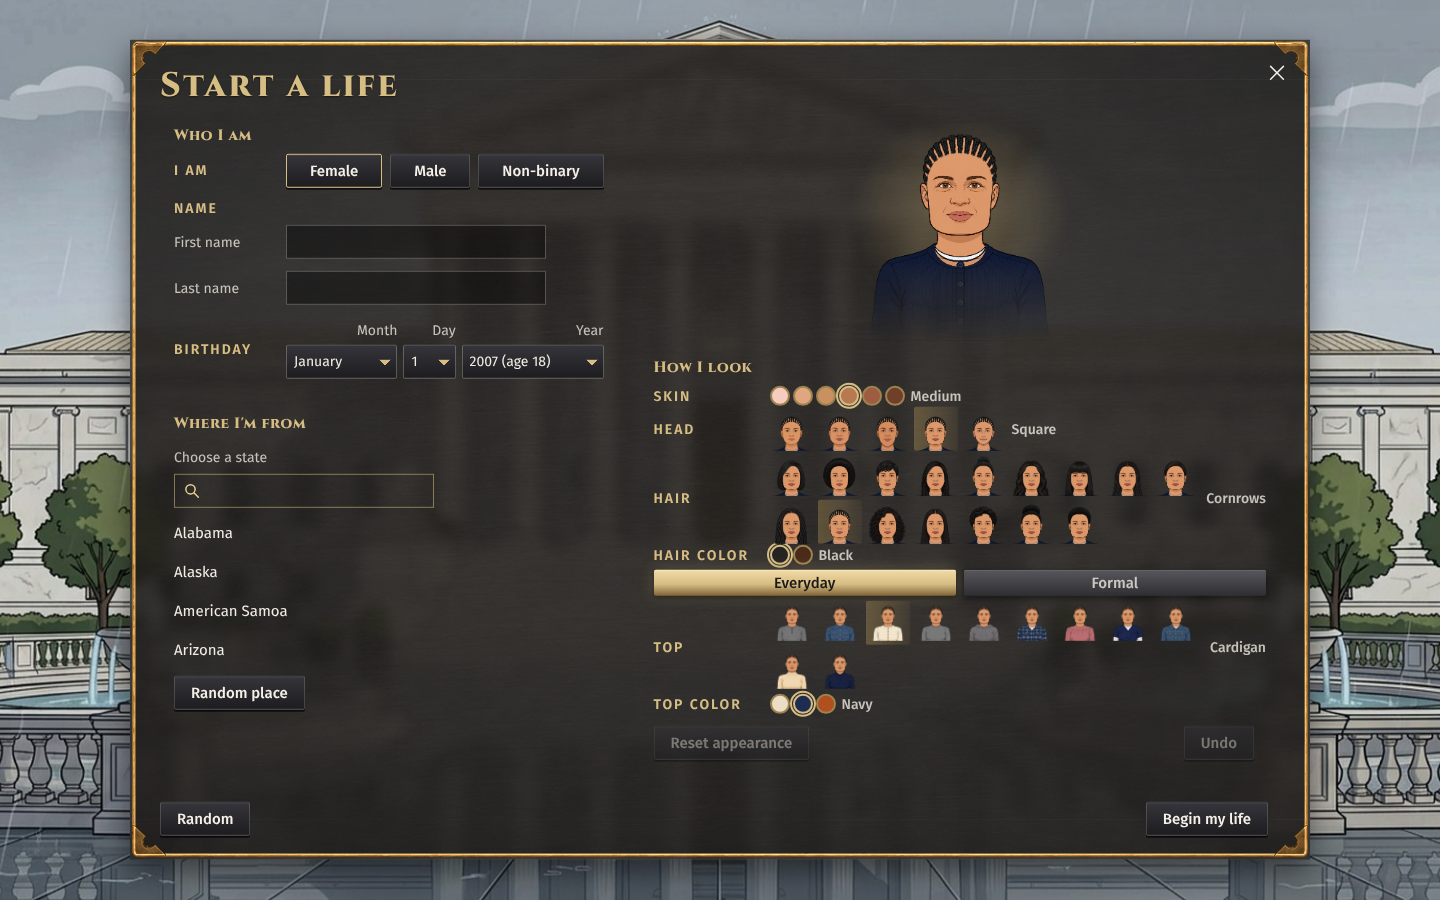 START A LIFE
WHO I AM
I AM
Female
Male
Non-binary
NAME
First name
Last name
Month
Day
Year
BIRTHDAY
January
1
2007 (age 18)
WHERE I'M FROM
Choose a state
Alabama
Alaska
American Samoa
Arizona
Random place
Random
HOW I LOOK
SKIN
Medium
HEAD
Square
HAIR
Cornrows
HAIR COLOR
Black
Everyday
Formal
TOP
Cardigan
TOP COLOR
Navy
Reset appearance
Undo
Begin my life